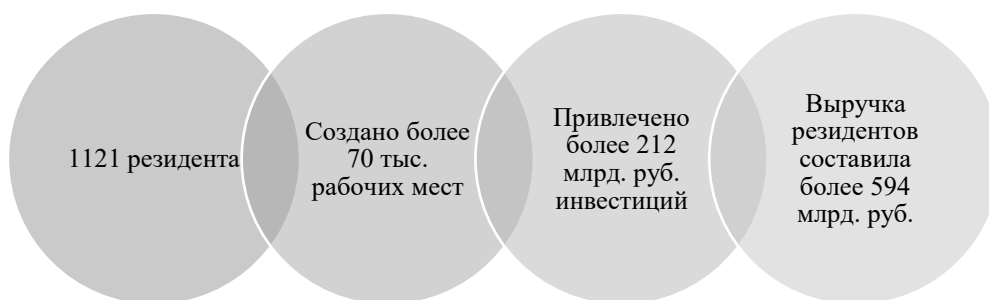 1121 резидента
Создано более
70 тыс.
рабочих мест
Привлечено
более 212
млрд. руб.
инвестиций
Выручка
резидентов
составила
более 594
млрд. руб.